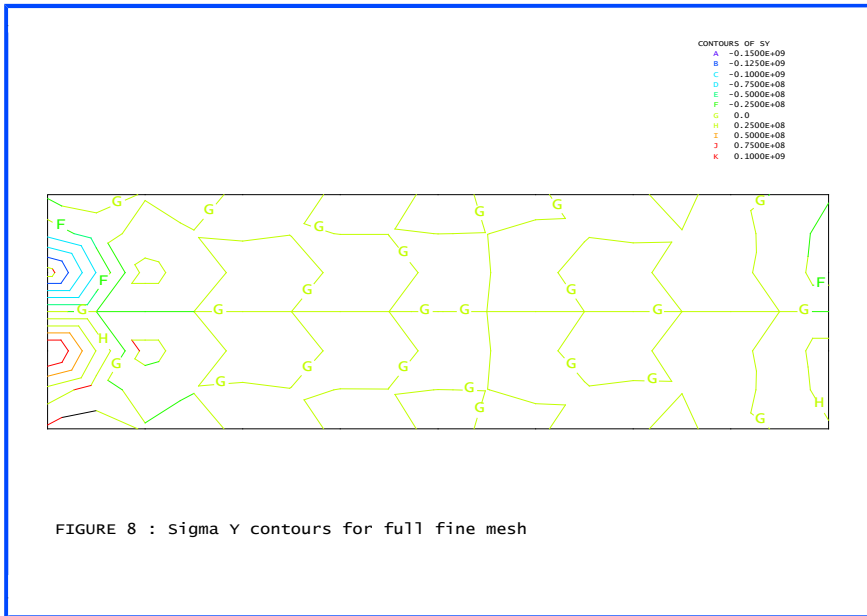 CONTOURS OF SY
A -0.1500E+09
B -0.1250E+09
C -0.1000E+09
D -0.7500E+08
E -0.5000E+08
F -0.2500E+08
G 0.0
H 0.2500E+08
I 0.5000E+08
J 0.7500E+08
K 0.1000E+09
G G G G G
F G G
F G G F
G G G G G G
H
G G G G G
G G H
G G
FIGURE 8 : Sigma Y contours for full fine mesh